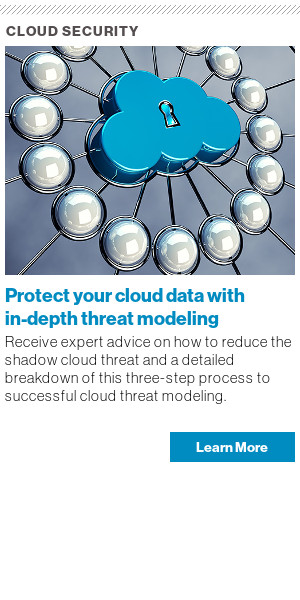 CLOUD SECURITY
Protect your cloud data with
in-depth threat modeling
Receive expert advice on how to reduce the
shadow cloud threat and a detailed
breakdown of this three-step process to
successful cloud threat modeling.
Learn More